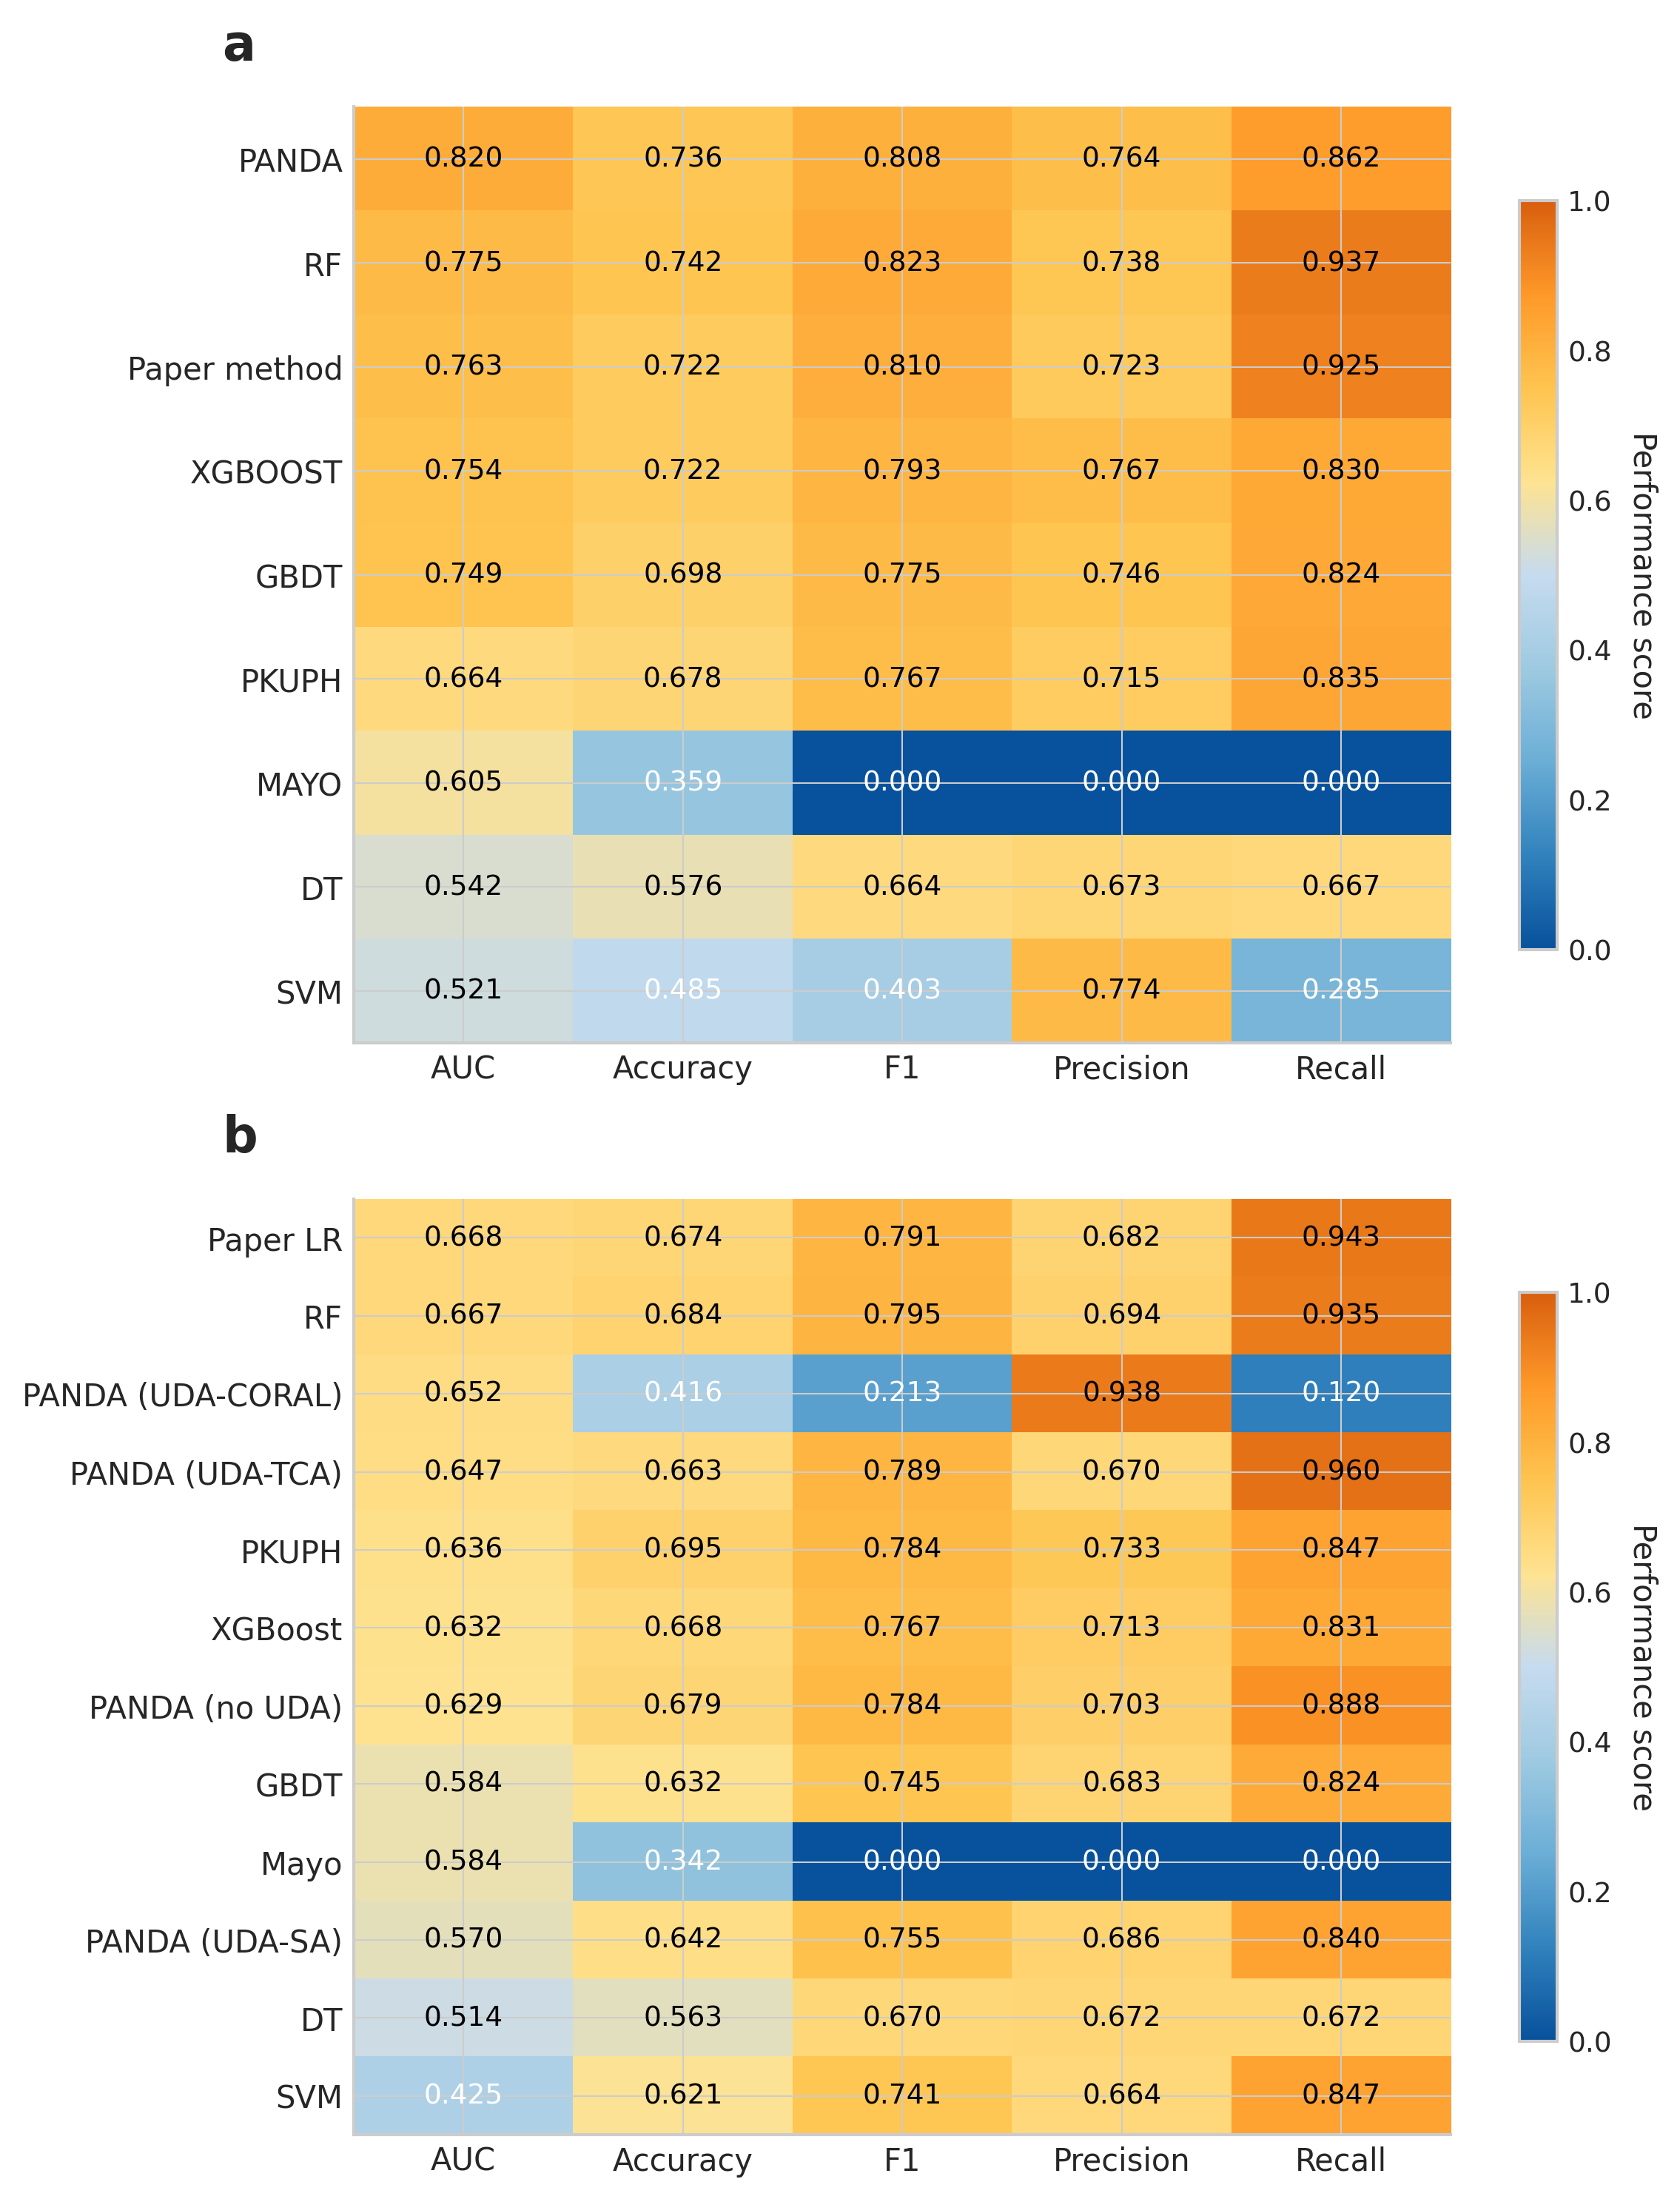 a
PANDA 0.820 0.736 0.808 0.764 0.862
RF 0.775 0.742 0.823 0.738 0.937
Paper method 0.763 0.722 0.810 0.723 0.925
XGBOOST 0.754 0.722 0.793 0.767 0.830
GBDT 0.749 0.698 0.775 0.746 0.824
PKUPH 0.664 0.678 0.767 0.715 0.835
MAYO 0.605 0.359 0.000 0.000 0.000
DT 0.542 0.576 0.664 0.673 0.667
SVM 0.521 0.485 0.403 0.774 0.285
AUC Accuracy F1 Precision Recall
1.0
0.8
0.6
0.4
0.2
0.0
Performance score
b
Paper LR 0.668 0.674 0.791 0.682 0.943
RF 0.667 0.684 0.795 0.694 0.935
PANDA (UDA-CORAL) 0.652 0.416 0.213 0.938 0.120
PANDA (UDA-TCA) 0.647 0.663 0.789 0.670 0.960
PKUPH 0.636 0.695 0.784 0.733 0.847
XGBoost 0.632 0.668 0.767 0.713 0.831
PANDA (no UDA) 0.629 0.679 0.784 0.703 0.888
GBDT 0.584 0.632 0.745 0.683 0.824
Mayo 0.584 0.342 0.000 0.000 0.000
PANDA (UDA-SA) 0.570 0.642 0.755 0.686 0.840
DT 0.514 0.563 0.670 0.672 0.672
SVM 0.425 0.621 0.741 0.664 0.847
AUC Accuracy F1 Precision Recall
1.0
0.8
0.6
0.4
0.2
0.0
Performance score